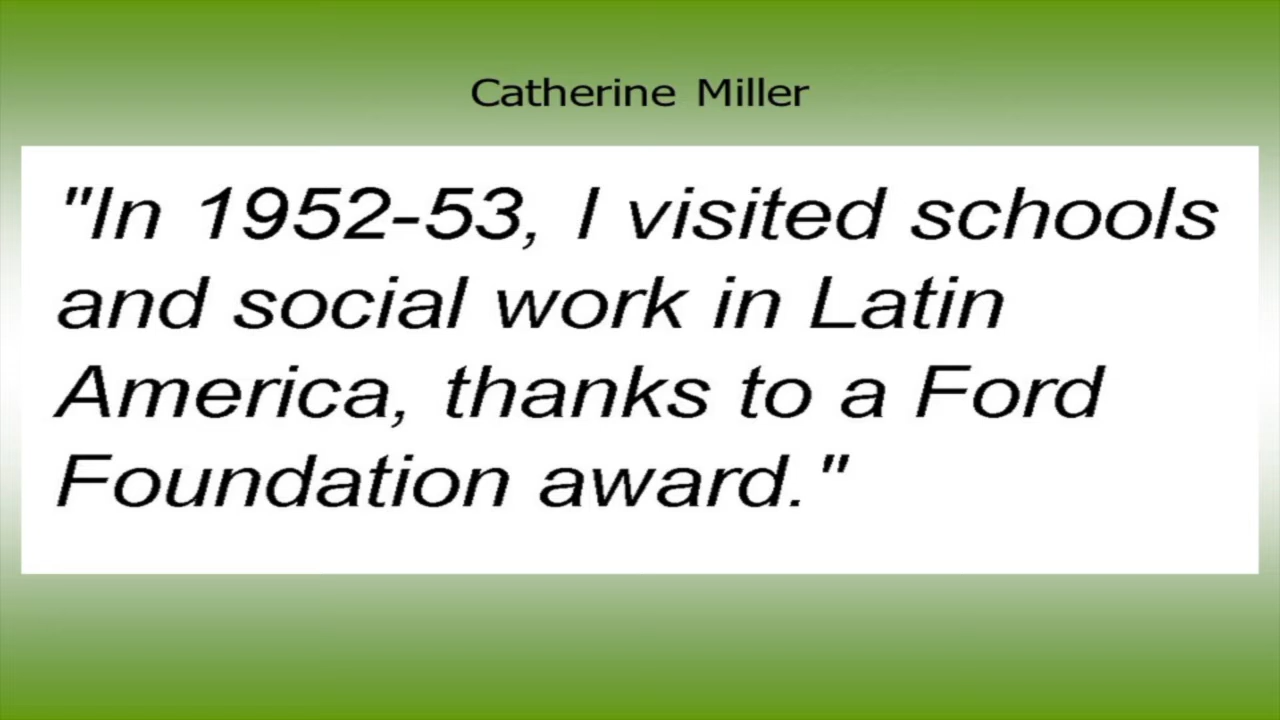 Catherine Miller
"In 1952-53, I visited schools
and social work in Latin
America, thanks to a Ford
Foundation award."